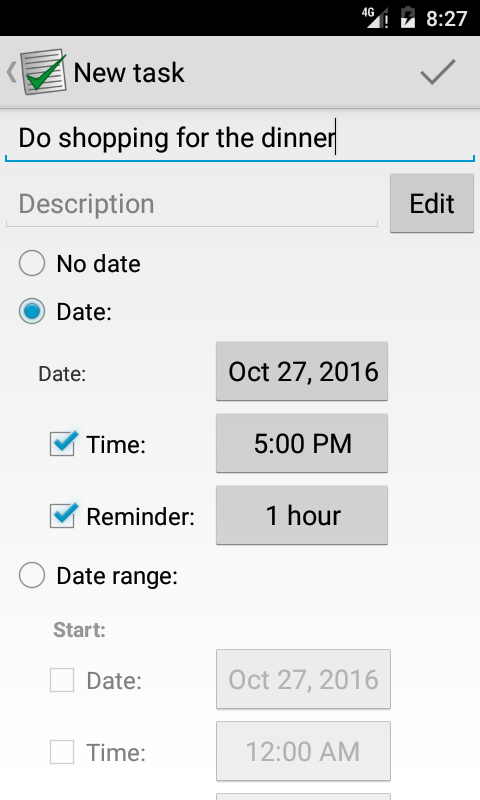 4G 8:27
New task
Do shopping for the dinner
Description Edit
No date
Date:
Date: Oct 27, 2016
Time: 5:00 PM
Reminder: 1 hour
Date range:
Start:
Date: Oct 27, 2016
Time: 12:00 AM